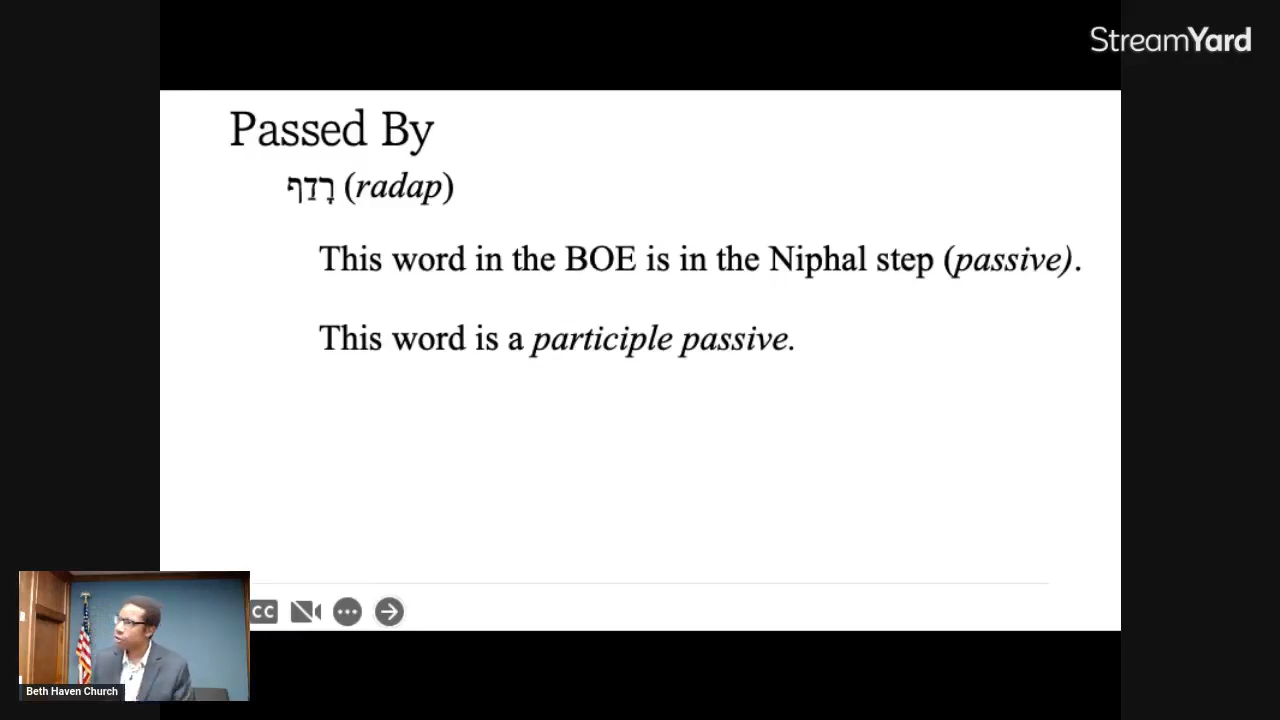 StreamYard
Passed By
רָדַף (radap)
This word in the BOE is in the Niphal step (passive).
This word is a participle passive.
CC
Beth Haven Church